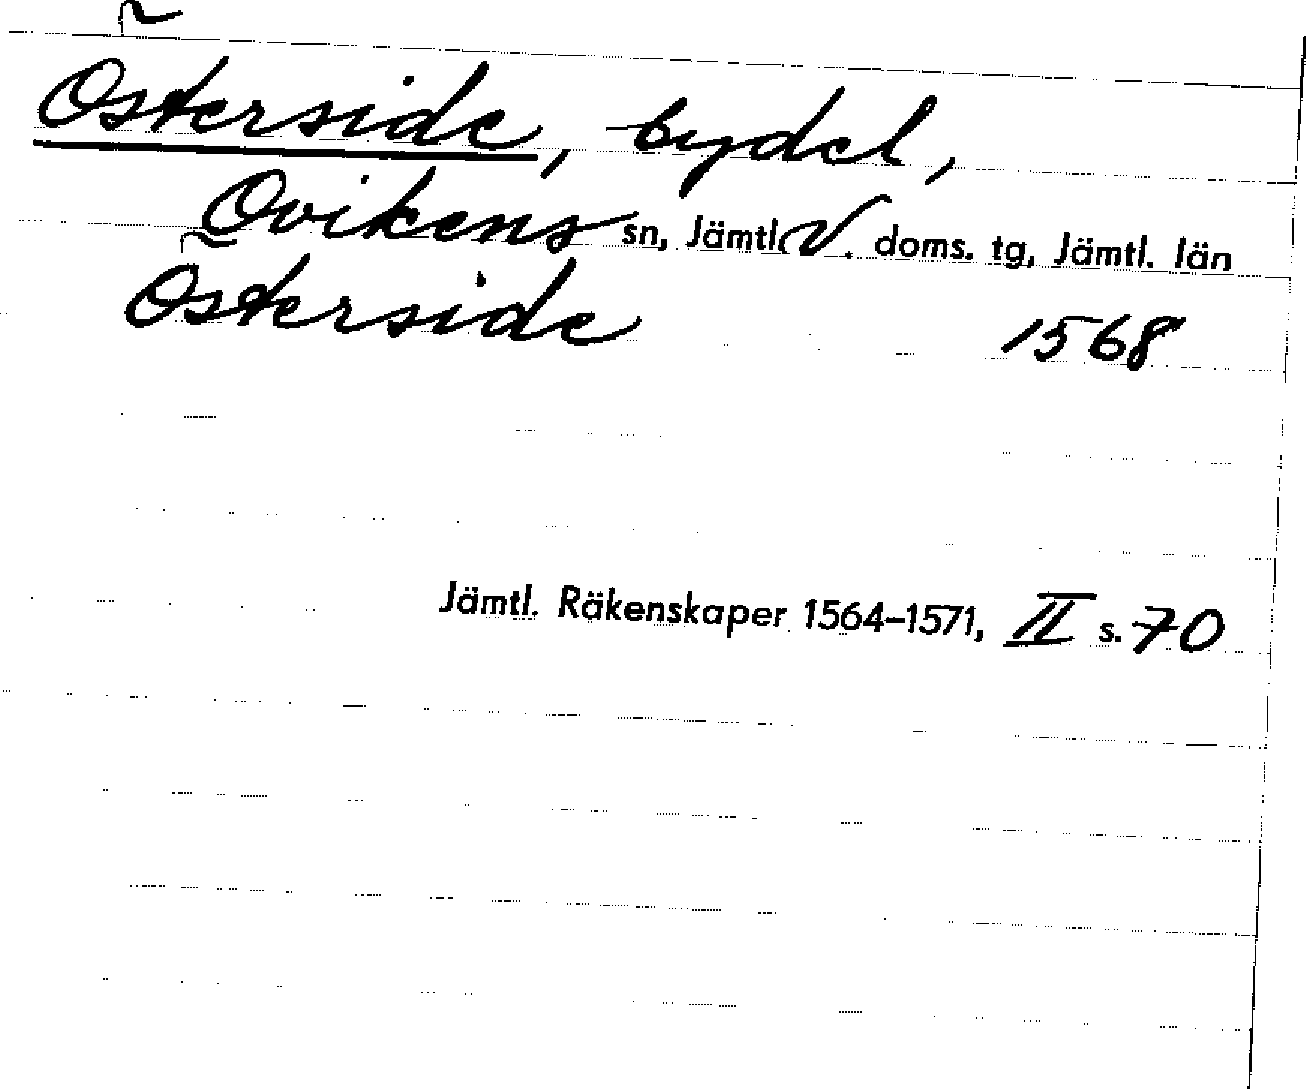 Österside, bydel,
Ovikens sn, Jämtl. V. doms. tg, Jämtl. län
Österside 1568
Jämtl. Räkenskaper 1564–1571, II s. 70